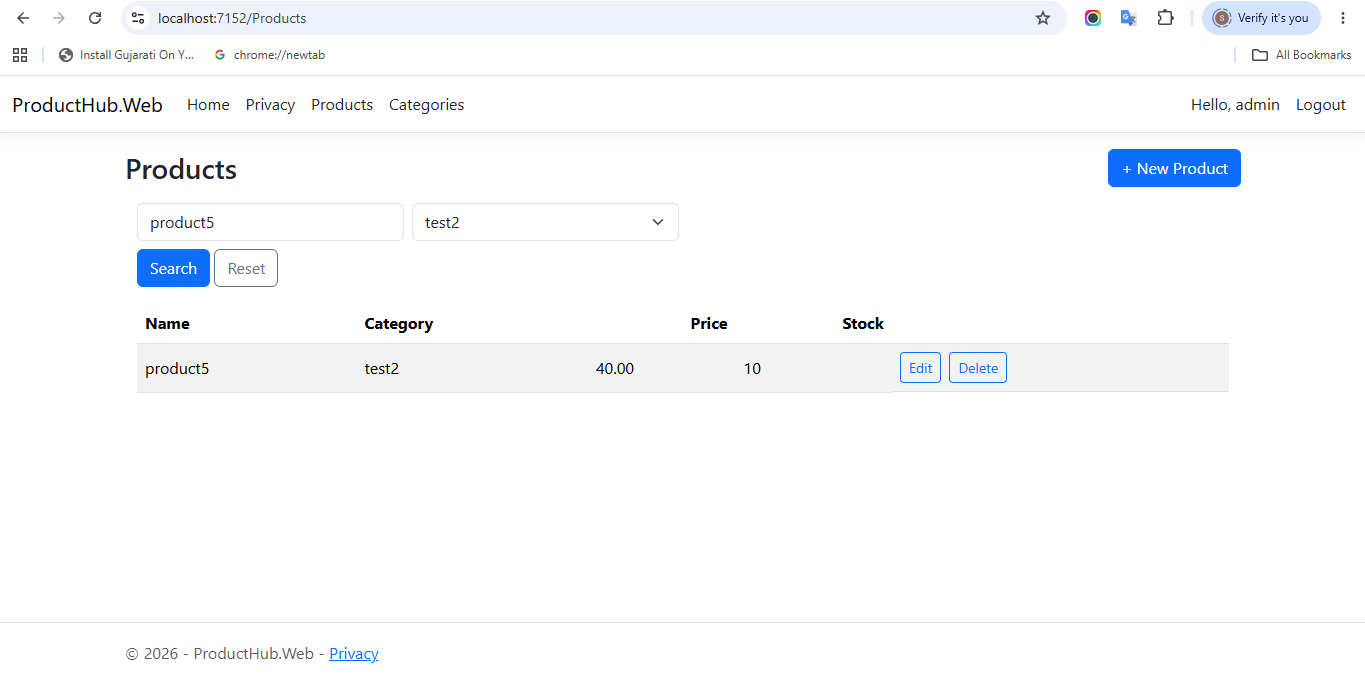 localhost:7152/Products
S Verify it's you
Install Gujarati On Y... chrome://newtab All Bookmarks
ProductHub.Web Home Privacy Products Categories Hello, admin Logout
Products + New Product
product5 test2
Search Reset
Name Category Price Stock
product5 test2 40.00 10 Edit Delete
© 2026 - ProductHub.Web - Privacy